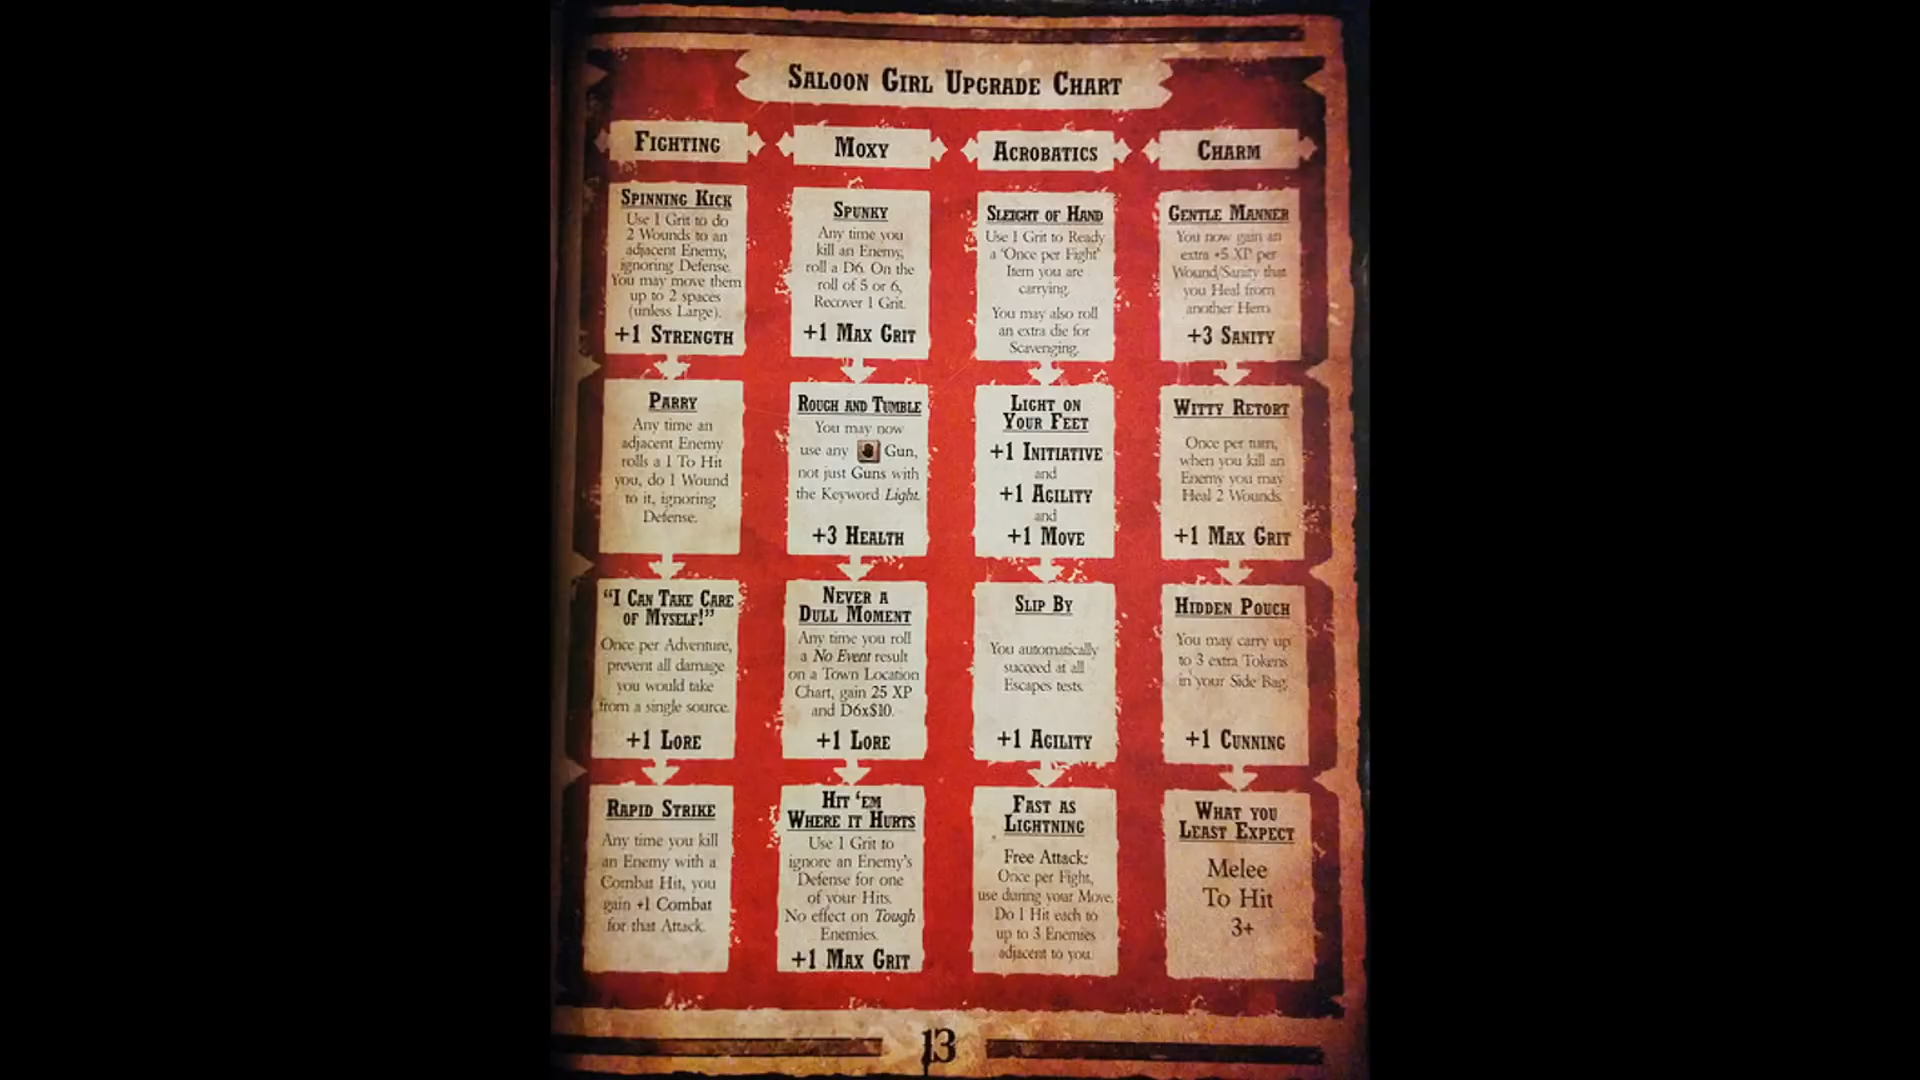 Saloon Girl Upgrade Chart
Fighting
Spinning Kick
Use 1 Grit to do
2 Wounds to an
adjacent Enemy,
ignoring Defense.
You may move them
up to 2 spaces
(unless Large).
+1 Strength
Parry
Any time an
adjacent Enemy
rolls a 1 To Hit
you, do 1 Wound
to it, ignoring
Defense.
"I Can Take Care
of Myself!"
Once per Adventure,
prevent all damage
you would take
from a single source.
+1 Lore
Rapid Strike
Any time you kill
an Enemy with a
Combat Hit, you
gain +1 Combat
for that Attack.
Moxy
Spunky
Any time you
kill an Enemy,
roll a D6. On the
roll of 5 or 6,
Recover 1 Grit.
+1 Max Grit
Rough and Tumble
You may now
use any Gun,
not just Guns with
the Keyword Light.
+3 Health
Never a
Dull Moment
Any time you roll
a No Event result
on a Town Location
Chart, gain 25 XP
and D6x$10.
+1 Lore
Hit 'em
Where it Hurts
Use 1 Grit to
ignore an Enemy's
Defense for one
of your Hits.
No effect on Tough
Enemies.
+1 Max Grit
Acrobatics
Sleight of Hand
Use 1 Grit to Ready
a 'Once per Fight'
Item you are
carrying.
You may also roll
an extra die for
Scavenging.
Light on
Your Feet
+1 Initiative
and
+1 Agility
and
+1 Move
Slip By
You automatically
succeed at all
Escapes tests.
+1 Agility
Fast as
Lightning
Free Attack:
Once per Fight,
use during your Move.
Do 1 Hit each to
up to 3 Enemies
adjacent to you.
Charm
Gentle Manner
You now gain an
extra +5 XP per
Wound/Sanity that
you Heal from
another Hero.
+3 Sanity
Witty Retort
Once per turn,
when you kill an
Enemy you may
Heal 2 Wounds.
+1 Max Grit
Hidden Pouch
You may carry up
to 3 extra Tokens
in your Side Bag.
+1 Cunning
What you
Least Expect
Melee
To Hit
3+
13